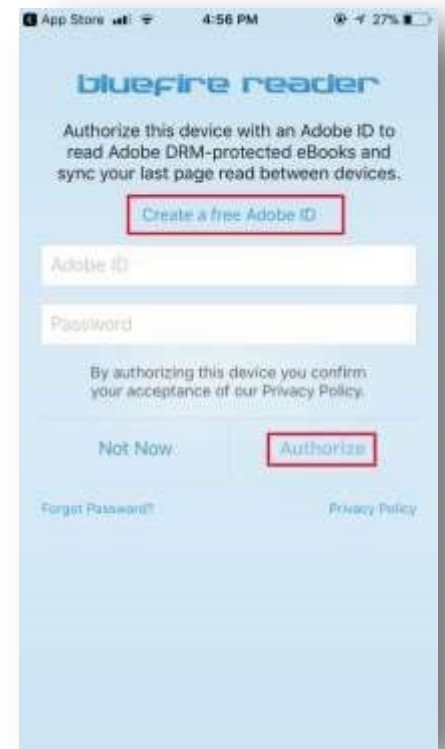 App Store 4:56 PM 27%
bluefire reader
Authorize this device with an Adobe ID to
read Adobe DRM-protected eBooks and
sync your last page read between devices.
Create a free Adobe ID
Adobe ID
Password
By authorizing this device you confirm
your acceptance of our Privacy Policy.
Not Now Authorize
Forgot Password? Privacy Policy